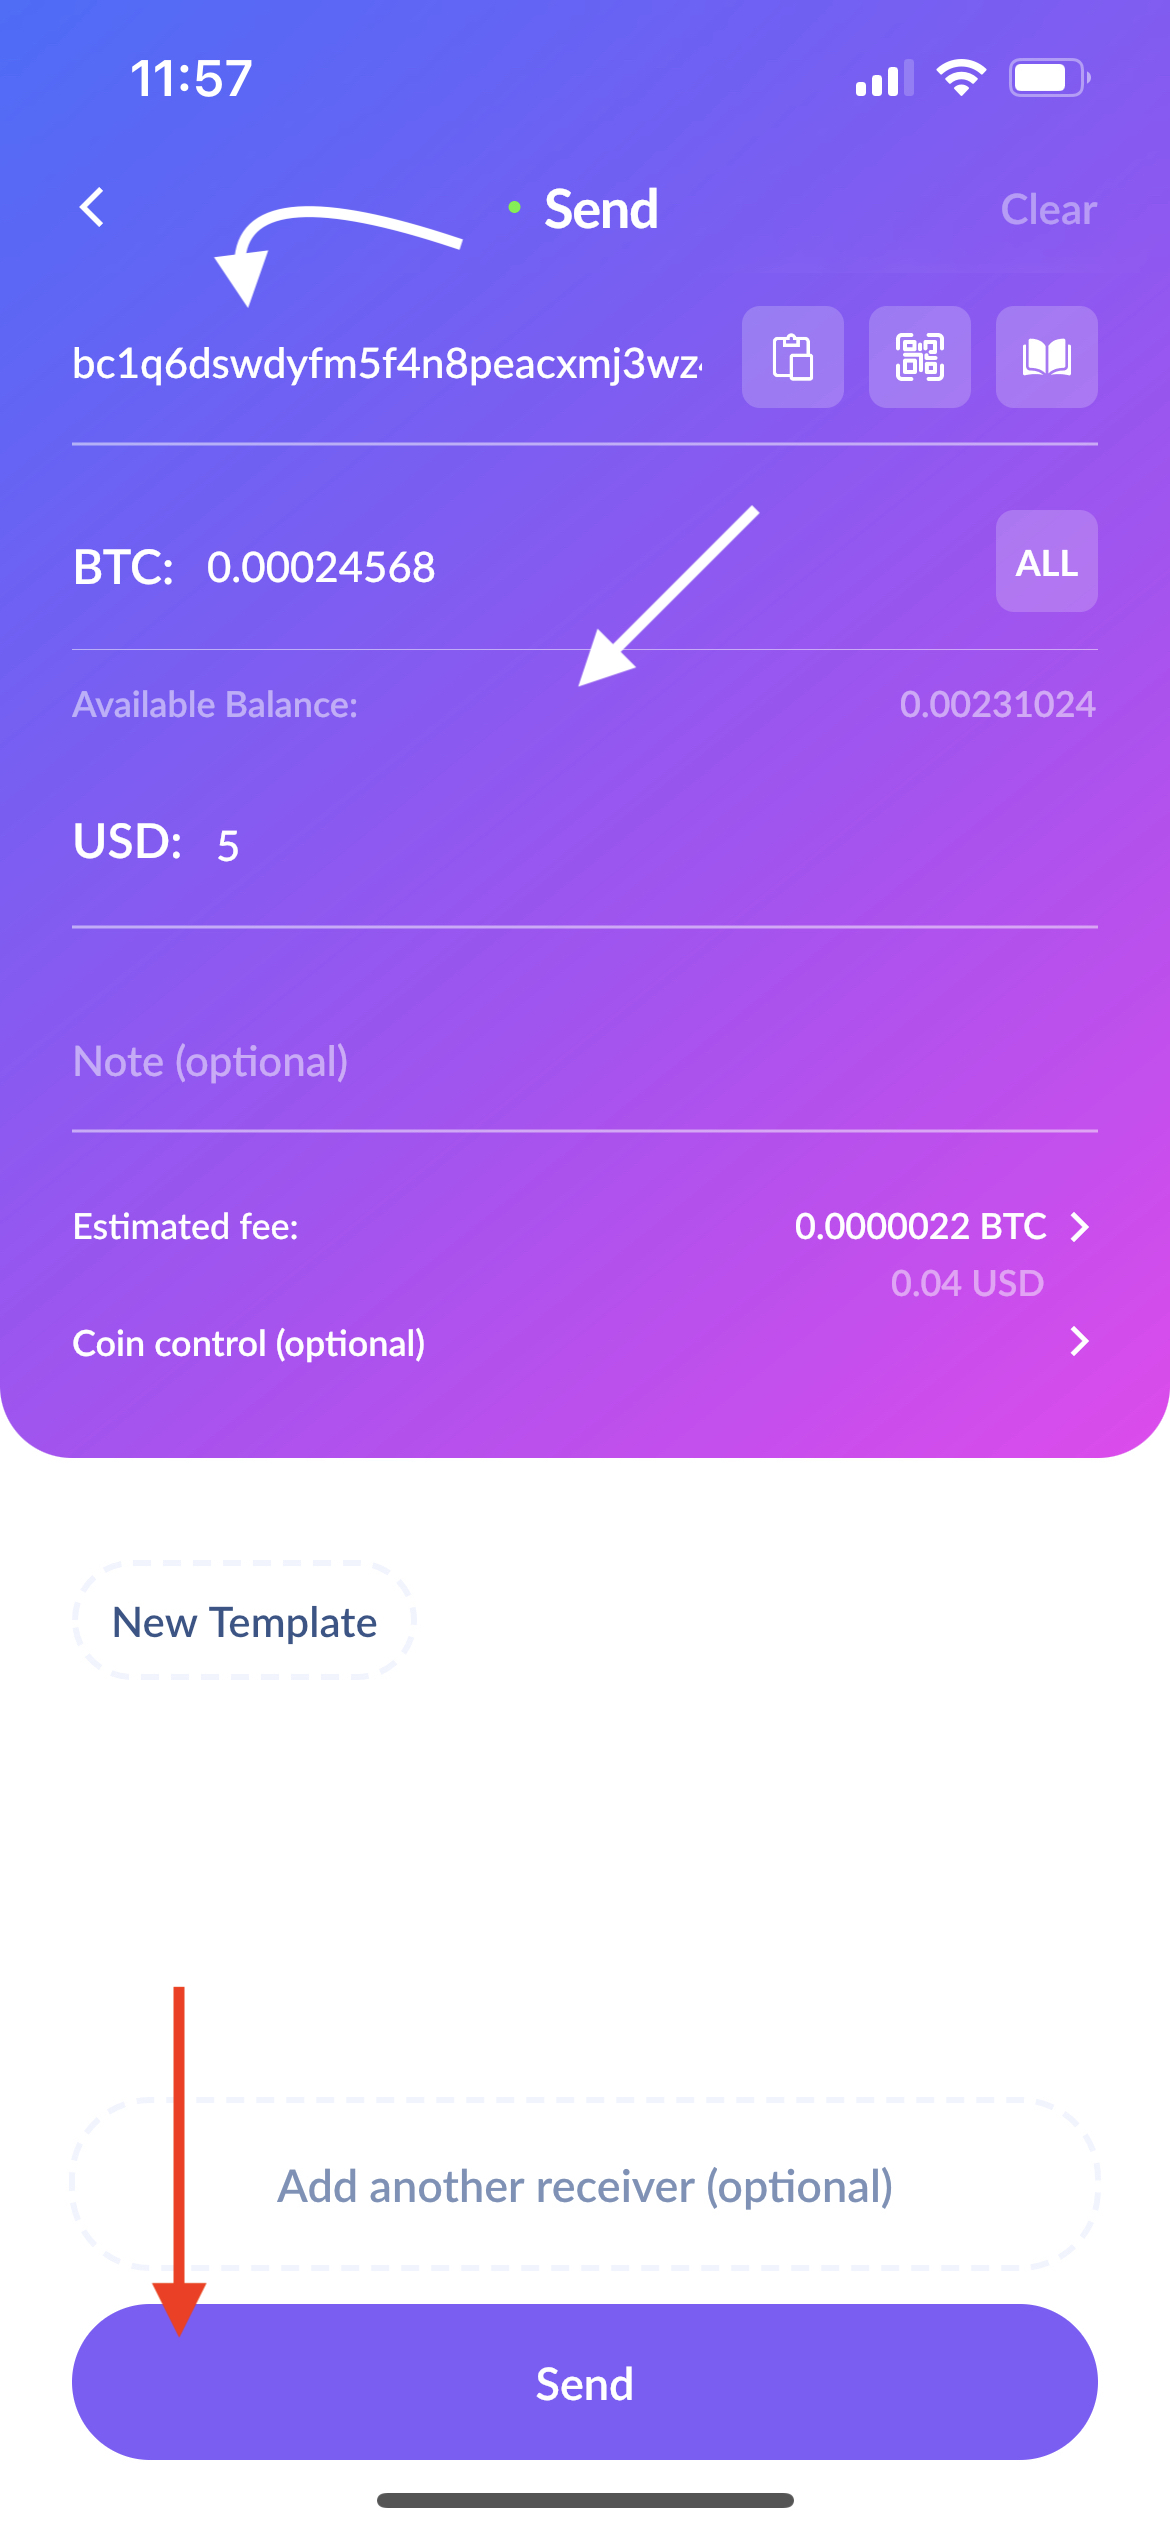 11:57
Send
Clear
bc1q6dswdyfm5f4n8peacxmj3wz
BTC: 0.00024568
ALL
Available Balance: 0.00231024
USD: 5
Note (optional)
Estimated fee: 0.0000022 BTC
0.04 USD
Coin control (optional)
New Template
Add another receiver (optional)
Send